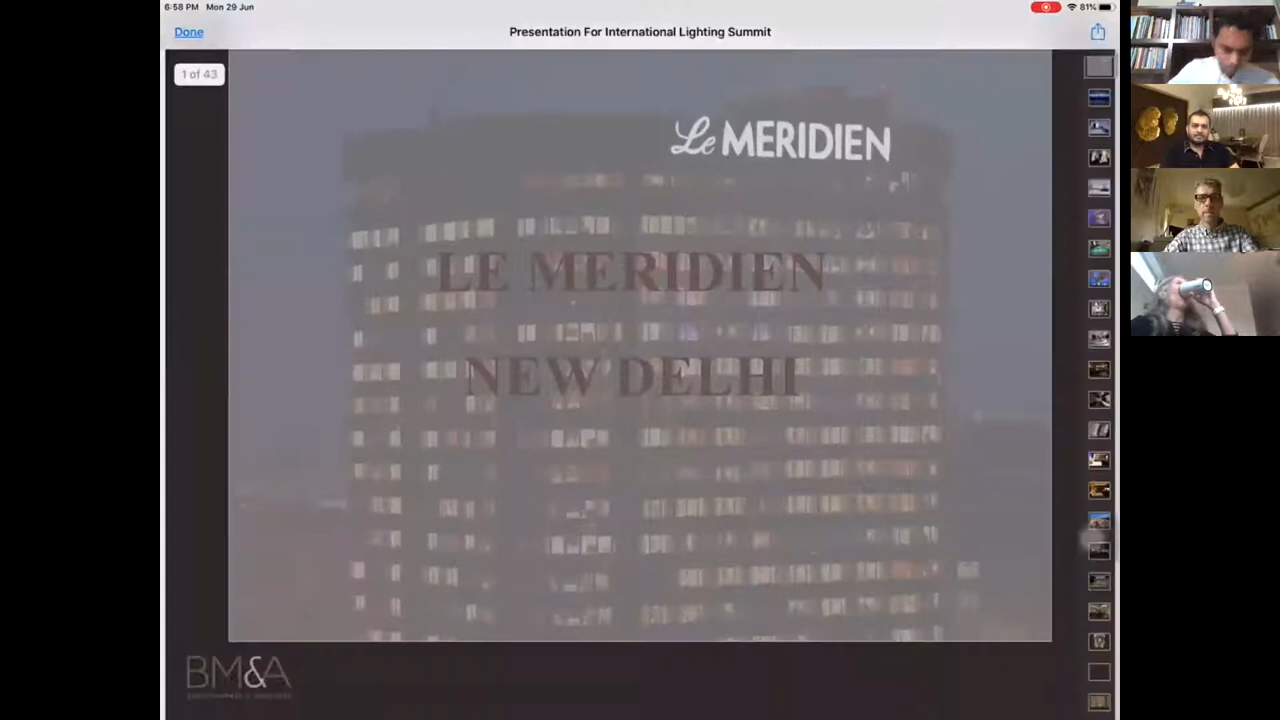 6:58 PM Mon 29 Jun
81%
Done
Presentation For International Lighting Summit
1 of 43
Le MERIDIEN
LE MERIDIEN
NEW DELHI
BM&A